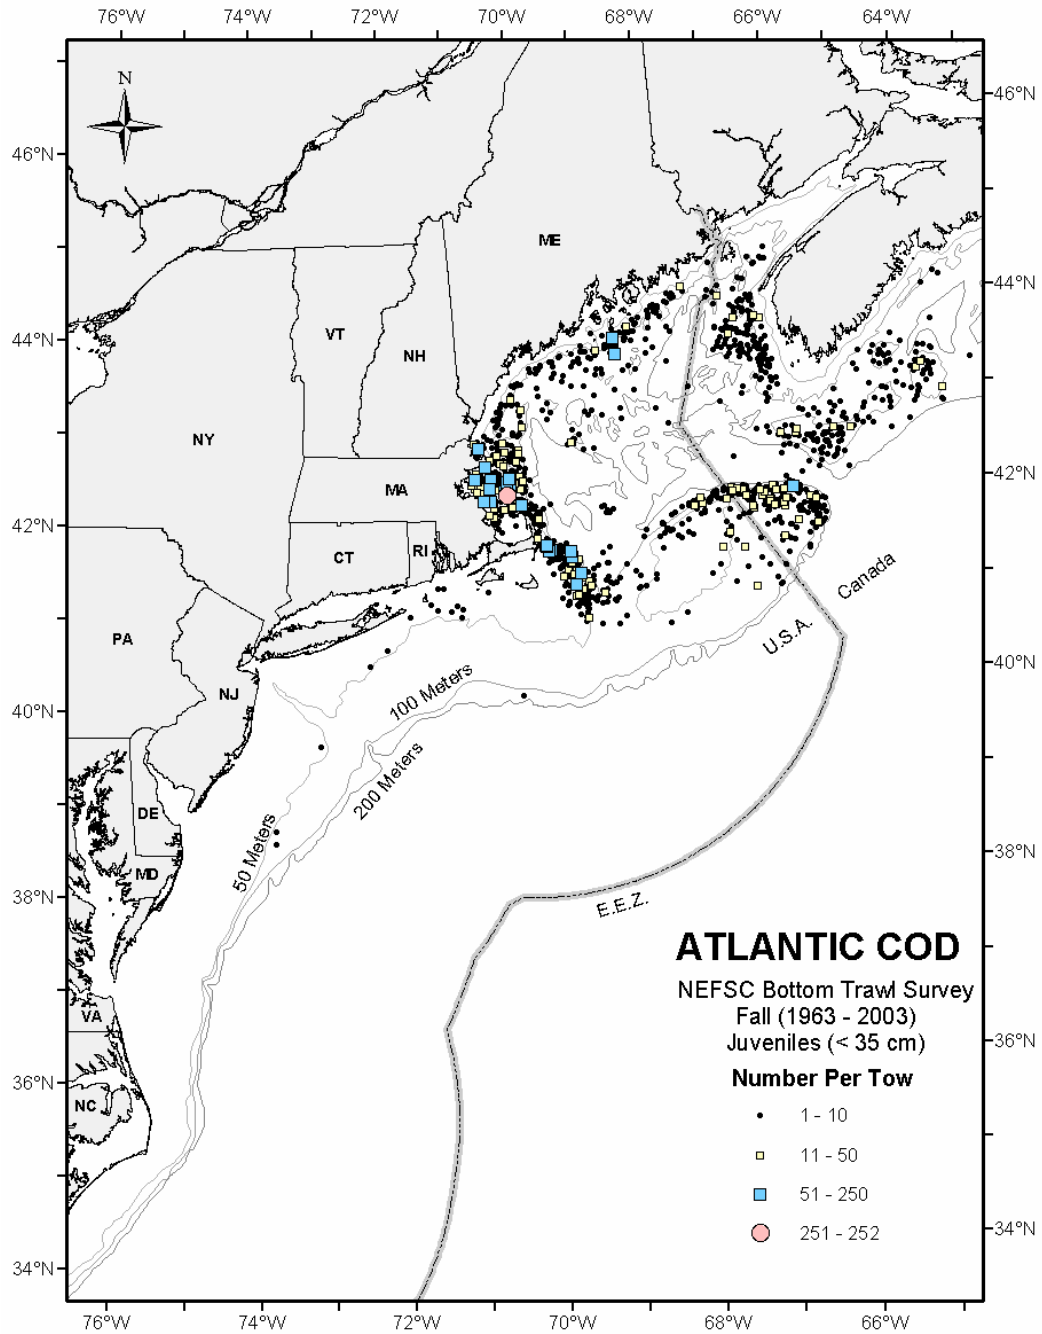 76°W 74°W 72°W 70°W 68°W 66°W 64°W
N
46°N
46°N
ME
44°N
44°N
VT
NH
NY
MA
42°N
42°N
CT
RI
Canada
U.S.A.
PA
NJ
100 Meters
40°N
40°N
200 Meters
DE
50 Meters
MD
38°N
38°N
E.E.Z.
ATLANTIC COD
NEFSC Bottom Trawl Survey
Fall (1963 - 2003)
Juveniles (< 35 cm)
VA
36°N
36°N
NC
Number Per Tow
1 - 10
11 - 50
51 - 250
251 - 252
34°N
34°N
76°W 74°W 72°W 70°W 68°W 66°W